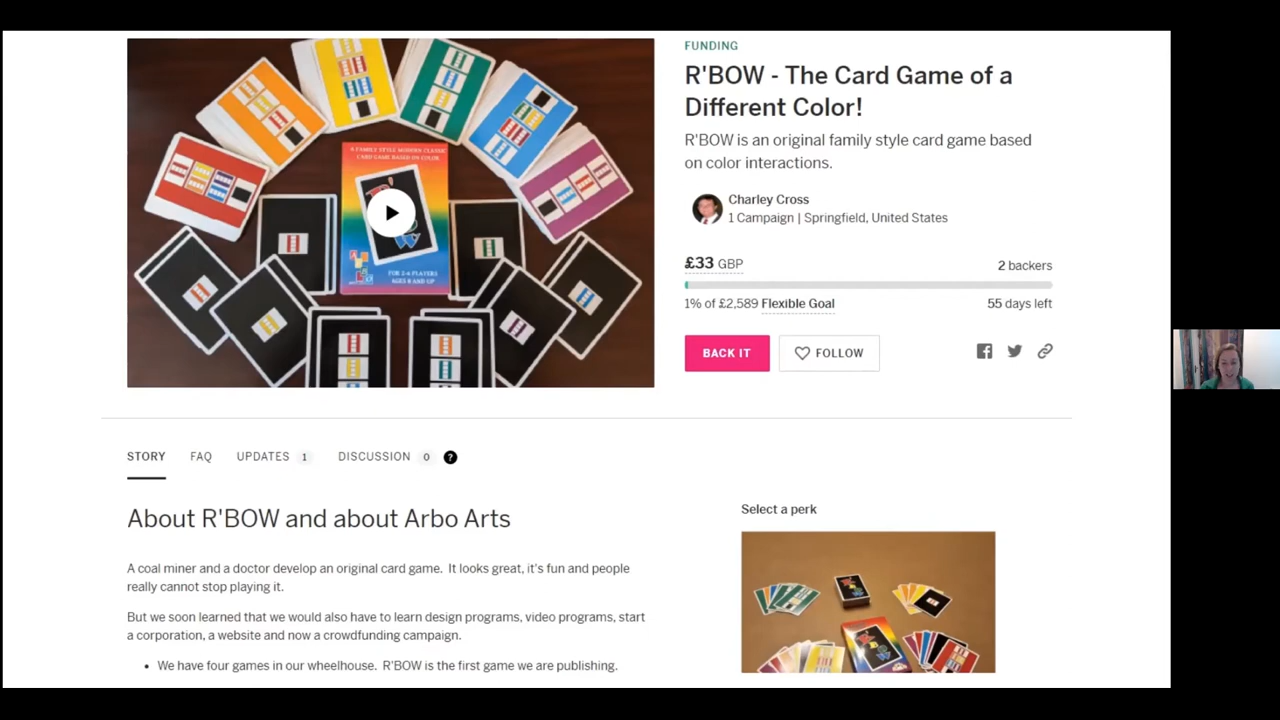 FUNDING
R'BOW - The Card Game of a
Different Color!
R'BOW is an original family style card game based
on color interactions.
Charley Cross
1 Campaign | Springfield, United States
£33 GBP
2 backers
1% of £2,589 Flexible Goal
55 days left
BACK IT
FOLLOW
A FAMILY STYLE MODERN CLASSIC
CARD GAME BASED ON COLOR
FOR 2-6 PLAYERS
AGES 8 AND UP
STORY
FAQ
UPDATES 1
DISCUSSION 0 ?
About R'BOW and about Arbo Arts
A coal miner and a doctor develop an original card game. It looks great, it's fun and people
really cannot stop playing it.
But we soon learned that we would also have to learn design programs, video programs, start
a corporation, a website and now a crowdfunding campaign.
• We have four games in our wheelhouse. R'BOW is the first game we are publishing.
Select a perk